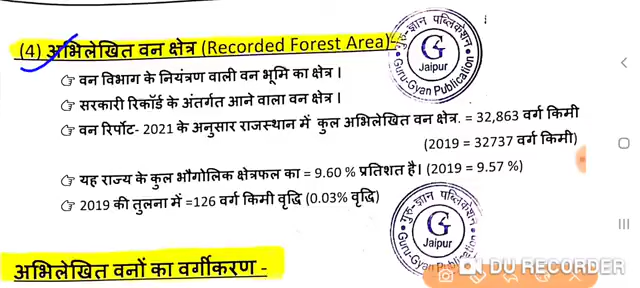 (4) अभिलेखित वन क्षेत्र (Recorded Forest Area)-
☞ वन विभाग के नियंत्रण वाली वन भूमि का क्षेत्र ।
☞ सरकारी रिकॉर्ड के अंतर्गत आने वाला वन क्षेत्र ।
☞ वन रिर्पोट- 2021 के अनुसार राजस्थान में कुल अभिलेखित वन क्षेत्र. = 32,863 वर्ग किमी
(2019 = 32737 वर्ग किमी)
☞ यह राज्य के कुल भौगोलिक क्षेत्रफल का = 9.60 % प्रतिशत है। (2019 = 9.57 %)
☞ 2019 की तुलना में =126 वर्ग किमी वृद्धि (0.03% वृद्धि)
अभिलेखित वनों का वर्गीकरण -
गुरु-ज्ञान पब्लिकेशन
G
Jaipur
Guru-Gyan Publication
गुरु-ज्ञान पब्लिकेशन
G
Jaipur
Guru-Gyan Publication
DU RECORDER